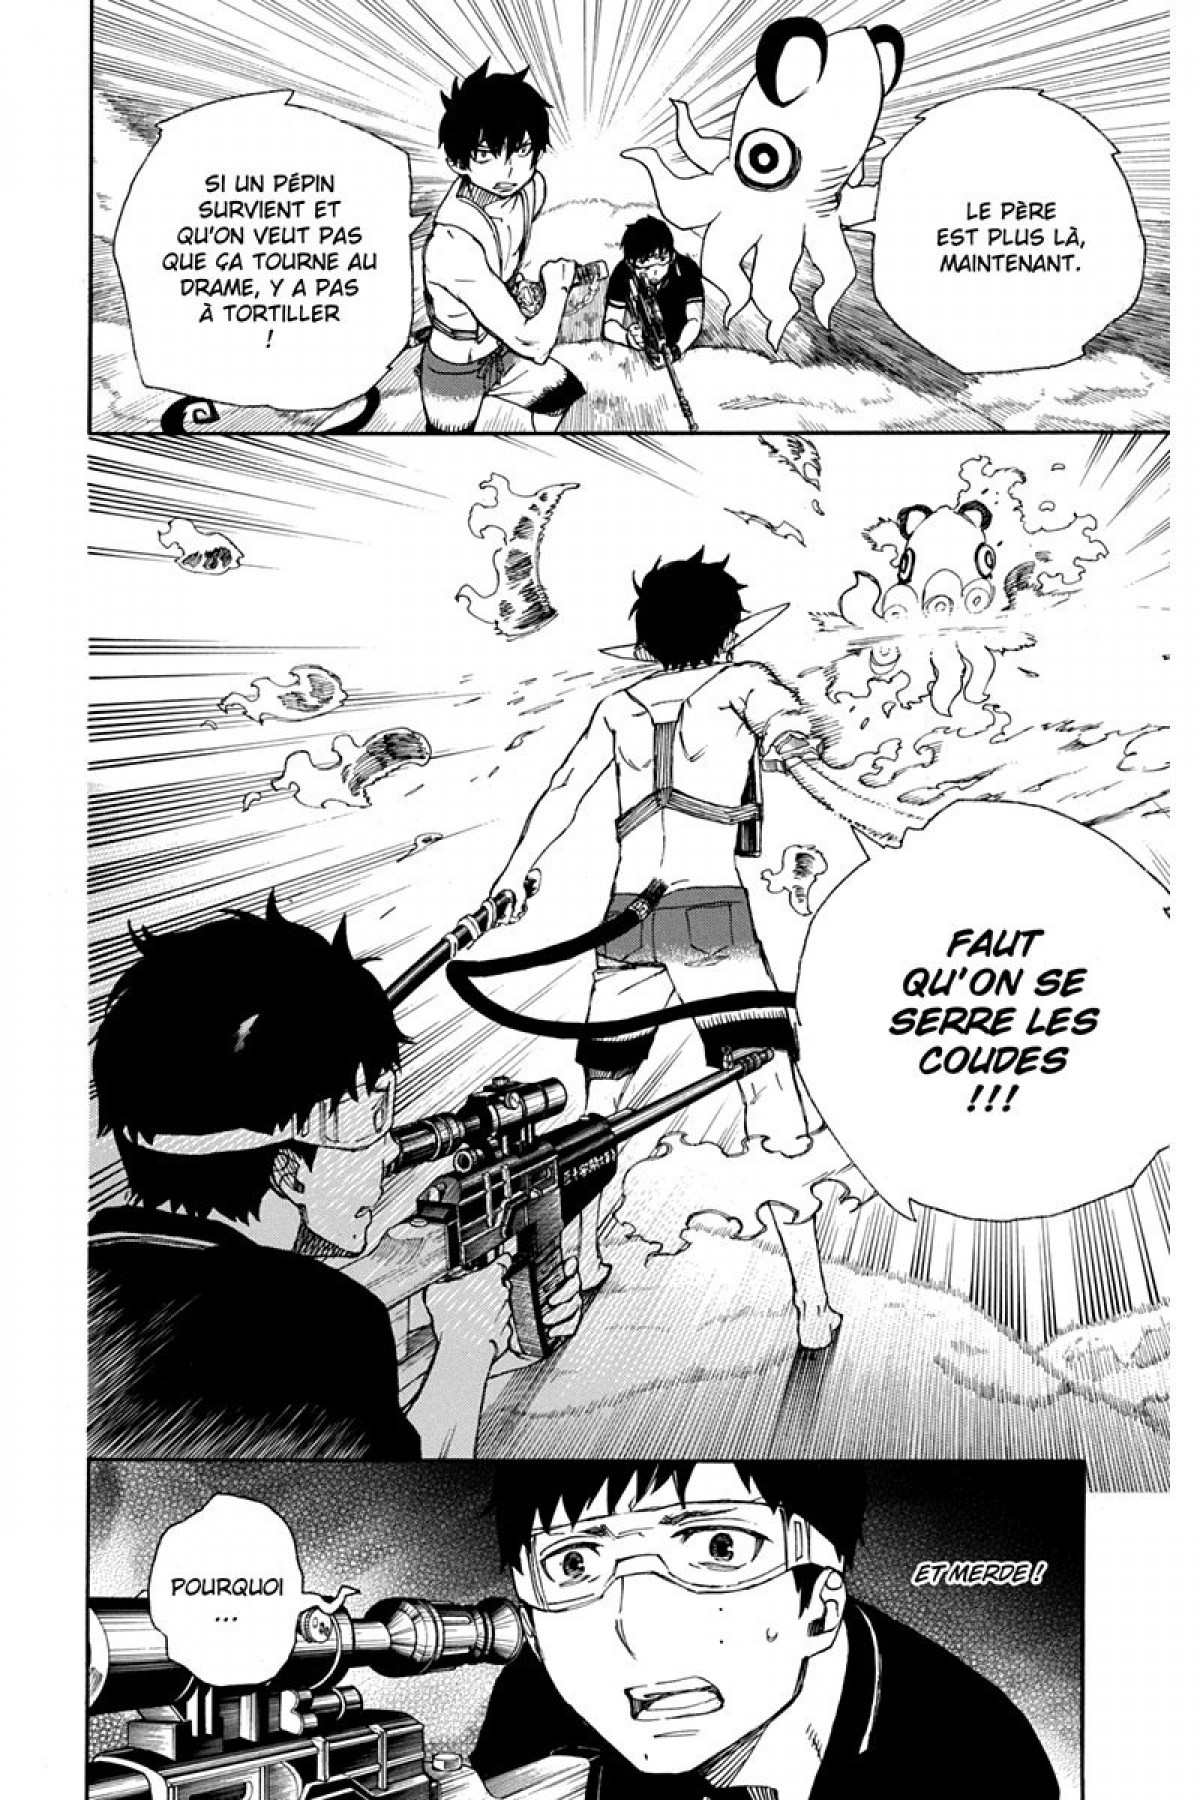 LE PÈRE
EST PLUS LÀ,
MAINTENANT.
SI UN PÉPIN
SURVIENT ET
QU'ON VEUT PAS
QUE ÇA TOURNE AU
DRAME, Y A PAS
À TORTILLER
!
FAUT
QU'ON SE
SERRE LES
COUDES
!!!
ET MERDE !
POURQUOI
...